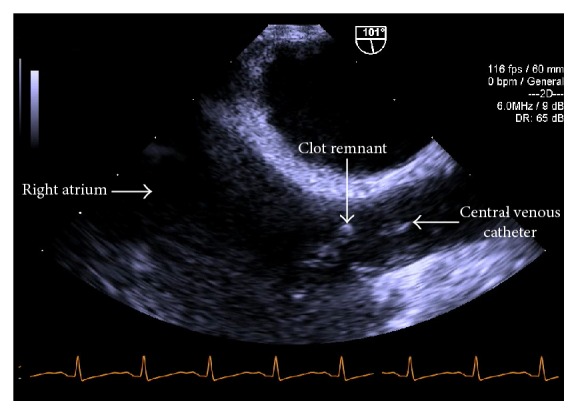 101°
116 fps / 60 mm
0 bpm / General
---2D---
6.0MHz / 9 dB
DR: 65 dB
Clot remnant
Right atrium
Central venous
catheter